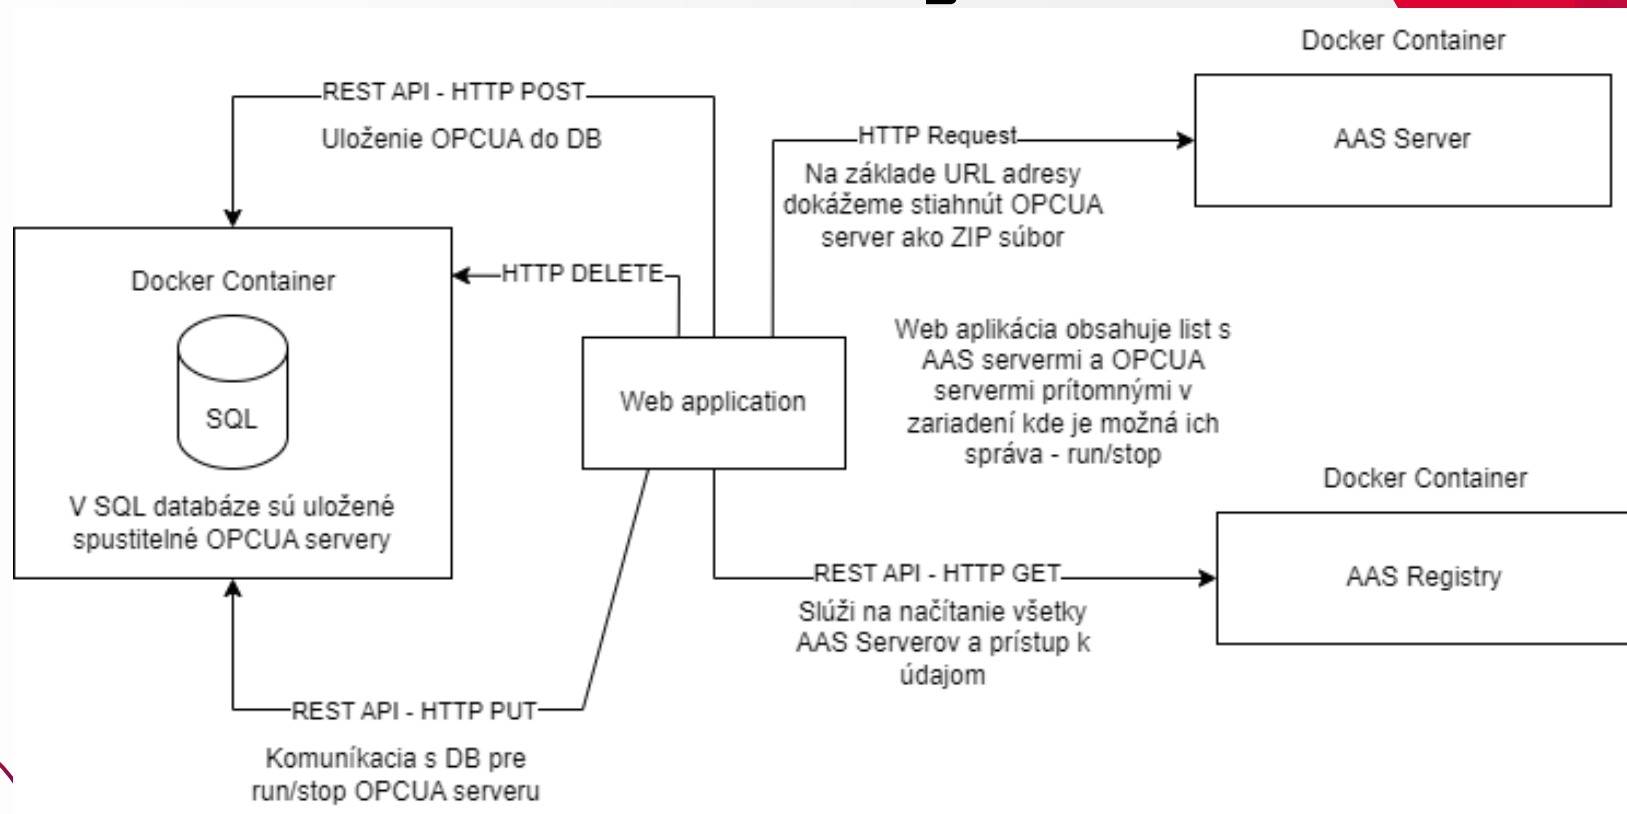 Docker Container
REST API - HTTP POST
Uloženie OPCUA do DB
HTTP Request
AAS Server
Na základe URL adresy
dokážeme stiahnút OPCUA
server ako ZIP súbor
Docker Container
HTTP DELETE
SQL
V SQL databáze sú uložené
spustitelné OPCUA servery
Web application
Web aplikácia obsahuje list s
AAS servermi a OPCUA
servermi prítomnými v
zariadení kde je možná ich
správa - run/stop
Docker Container
REST API - HTTP GET
AAS Registry
Slúži na načítanie všetky
AAS Serverov a prístup k
údajom
REST API - HTTP PUT
Komuníkacia s DB pre
run/stop OPCUA serveru